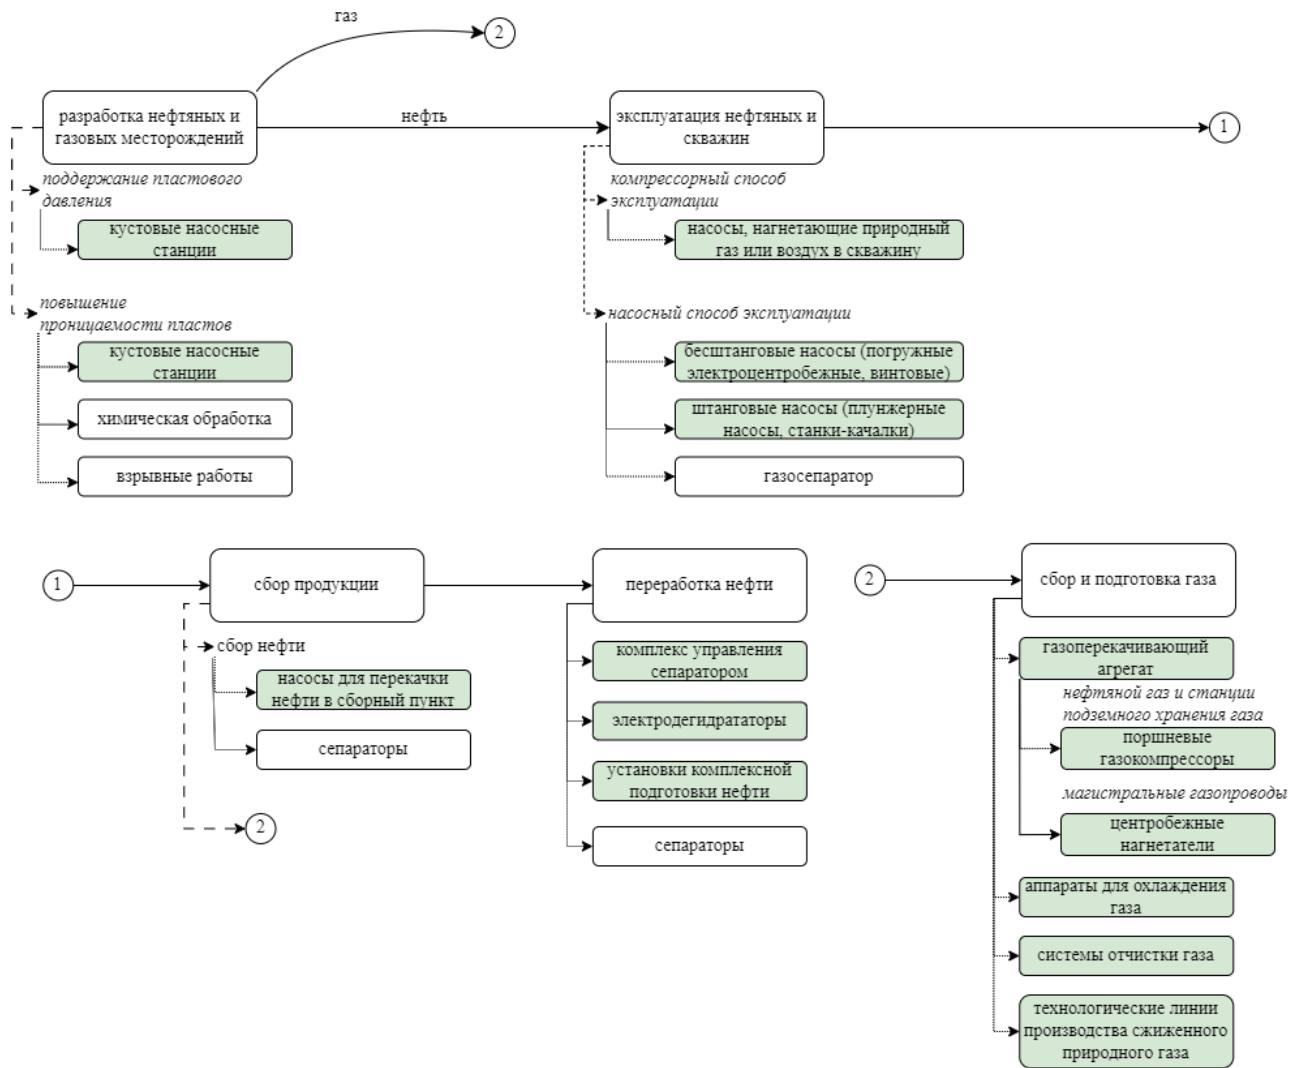 газ
2
разработка нефтяных и
газовых месторождений
нефть
эксплуатация нефтяных и
скважин
1
поддержание пластового
давления
кустовые насосные
станции
повышение
проницаемости пластов
кустовые насосные
станции
химическая обработка
взрывные работы
компрессорный способ
эксплуатации
насосы, нагнетающие природный
газ или воздух в скважину
насосный способ эксплуатации
бесштанговые насосы (погружные
электроцентробежные, винтовые)
штанговые насосы (плунжерные
насосы, станки-качалки)
газосепаратор
1
сбор продукции
сбор нефти
насосы для перекачки
нефти в сборный пункт
сепараторы
2
переработка нефти
комплекс управления
сепаратором
электродегидрататоры
установки комплексной
подготовки нефти
сепараторы
2
сбор и подготовка газа
газоперекачивающий
агрегат
нефтяной газ и станции
подземного хранения газа
поршневые
газокомпрессоры
магистральные газопроводы
центробежные
нагнетатели
аппараты для охлаждения
газа
системы отчистки газа
технологические линии
производства сжиженного
природного газа